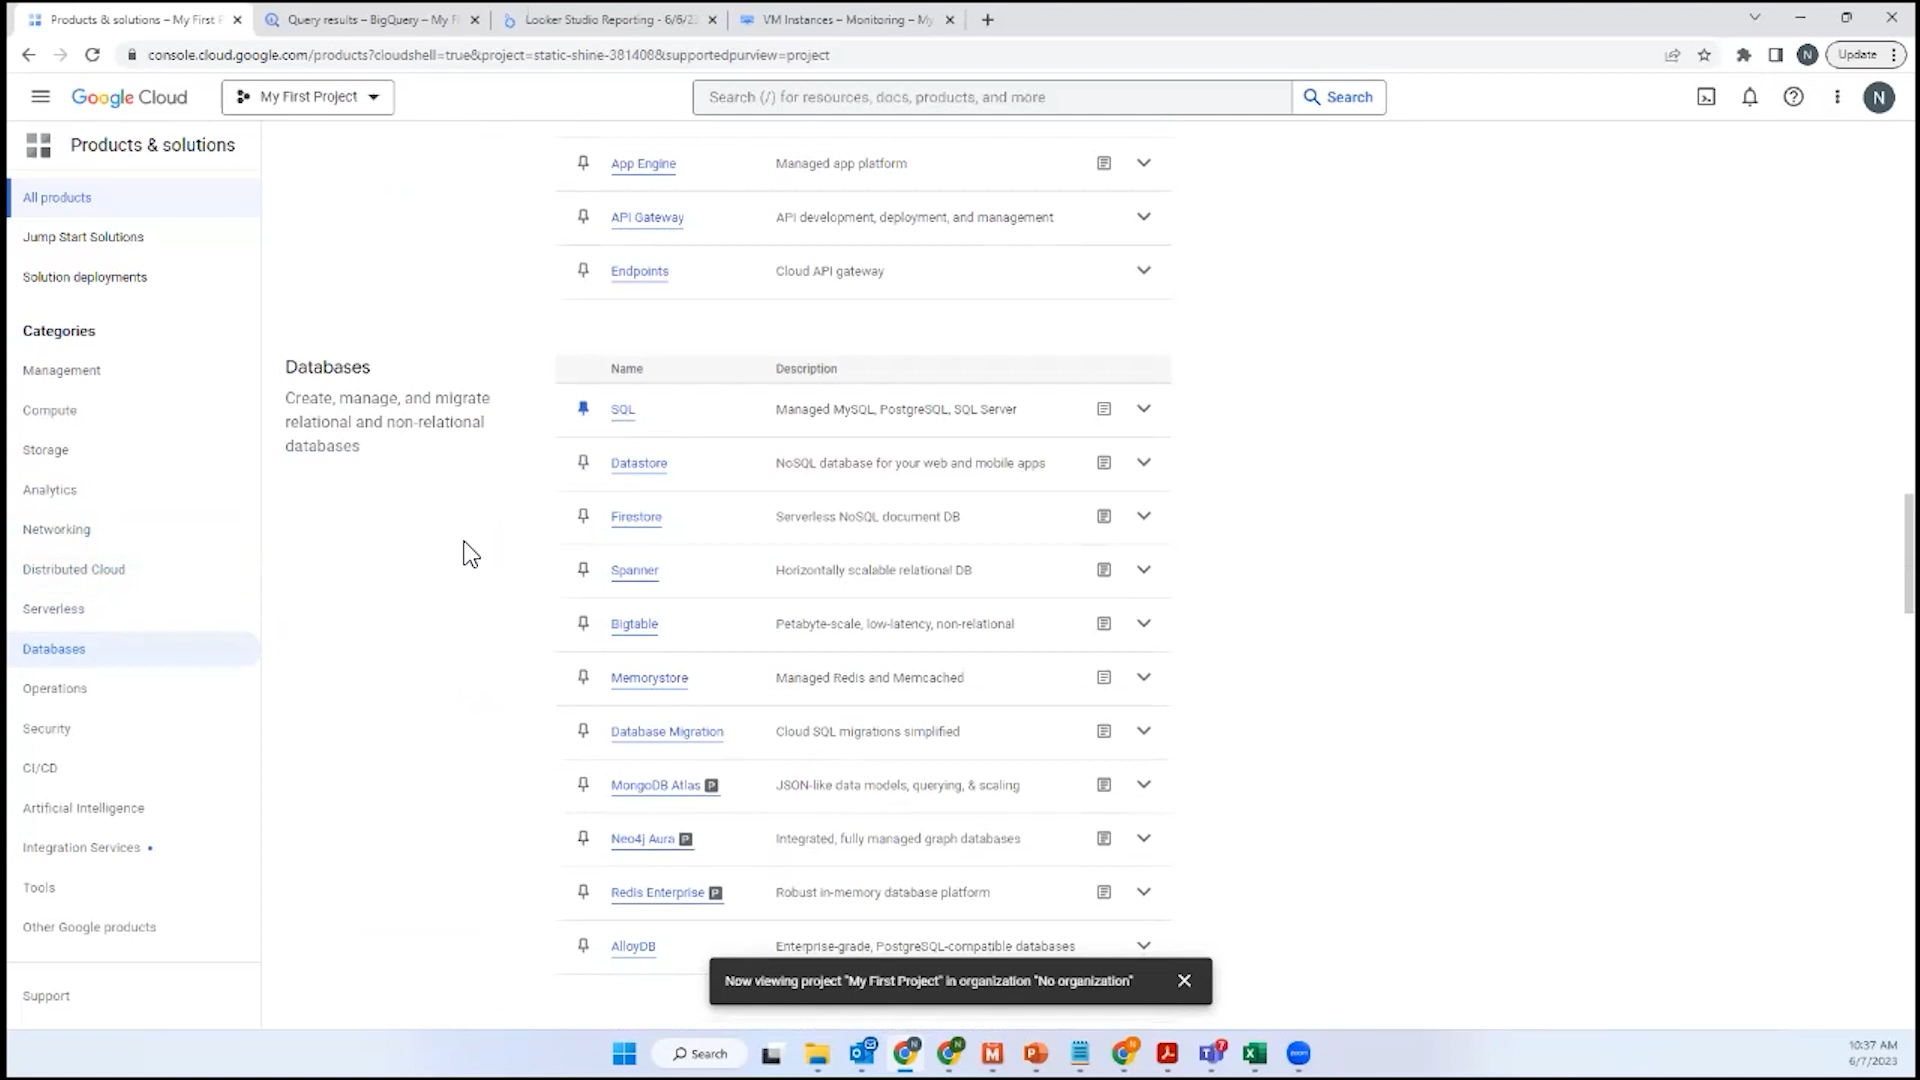 Products & solutions – My First F
Query results – BigQuery – My Fi
Looker Studio Reporting - 6/6/2
VM Instances – Monitoring – My
console.cloud.google.com/products?cloudshell=true&project=static-shine-381408&supportedpurview=project
N
Update
Google Cloud
My First Project
Search (/) for resources, docs, products, and more
Search
N
Products & solutions
All products
Jump Start Solutions
Solution deployments
Categories
Management
Compute
Storage
Analytics
Networking
Distributed Cloud
Serverless
Databases
Operations
Security
CI/CD
Artificial Intelligence
Integration Services
Tools
Other Google products
Support
App Engine Managed app platform
API Gateway API development, deployment, and management
Endpoints Cloud API gateway
Databases
Create, manage, and migrate
relational and non-relational
databases
Name Description
SQL Managed MySQL, PostgreSQL, SQL Server
Datastore NoSQL database for your web and mobile apps
Firestore Serverless NoSQL document DB
Spanner Horizontally scalable relational DB
Bigtable Petabyte-scale, low-latency, non-relational
Memorystore Managed Redis and Memcached
Database Migration Cloud SQL migrations simplified
MongoDB Atlas P JSON-like data models, querying, & scaling
Neo4j Aura P Integrated, fully managed graph databases
Redis Enterprise P Robust in-memory database platform
AlloyDB Enterprise-grade, PostgreSQL-compatible databases
Now viewing project "My First Project" in organization "No organization"
Search
7
zoom
10:37 AM
6/7/2023